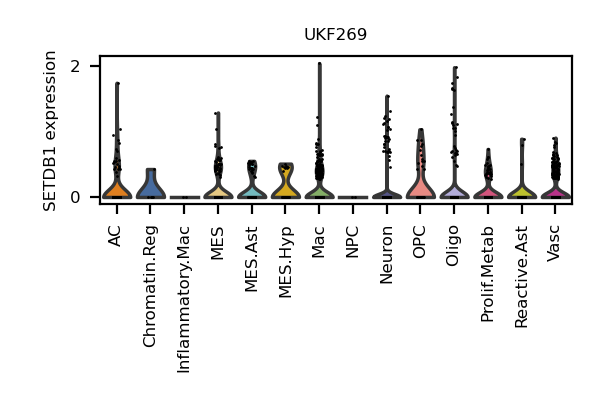 UKF269
SETDB1 expression
2
0
AC
Chromatin.Reg
Inflammatory.Mac
MES
MES.Ast
MES.Hyp
Mac
NPC
Neuron
OPC
Oligo
Prolif.Metab
Reactive.Ast
Vasc